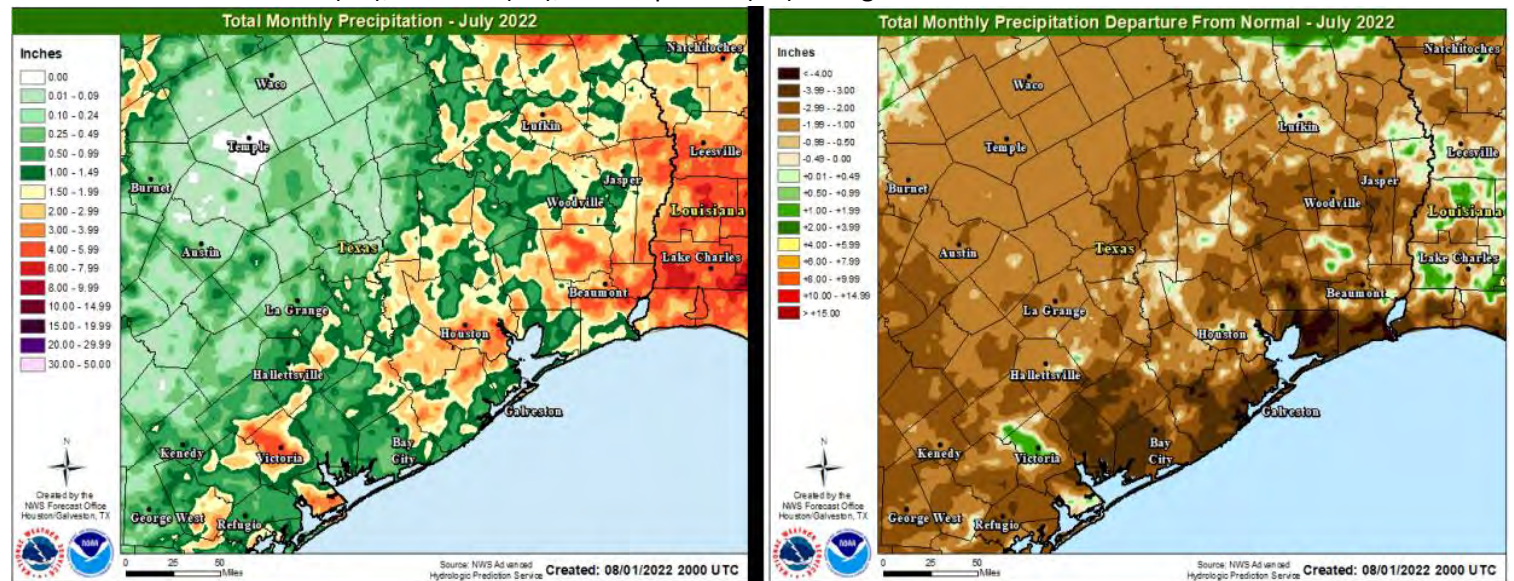 Total Monthly Precipitation - July 2022
Inches
0.00
0.01 - 0.09
0.10 - 0.24
0.25 - 0.49
0.50 - 0.99
1.00 - 1.49
1.50 - 1.99
2.00 - 2.99
3.00 - 3.99
4.00 - 5.99
6.00 - 7.99
8.00 - 9.99
10.00 - 14.99
15.00 - 19.99
20.00 - 29.99
30.00 - 50.00
Natchitoches
Waco
Lufkin
Temple
Leesville
Burnet
Jasper
Woodville
Louisiana
Austin
Texas
Lake Charles
Beaumont
La Grange
Houston
Hallettsville
Galveston
Kenedy
Victoria
Bay
City
George West
Refugio
N
Created by the
NWS Forecast Office
Houston/Galveston, TX
NOAA
0 25 50
Miles
Source: NWS Advanced
Hydrologic Prediction Service
Created: 08/01/2022 2000 UTC
Total Monthly Precipitation Departure From Normal - July 2022
Inches
< -4.00
-3.99 - -3.00
-2.99 - -2.00
-1.99 - -1.00
-0.99 - -0.50
-0.49 - 0.00
+0.01 - +0.49
+0.50 - +0.99
+1.00 - +1.99
+2.00 - +3.99
+4.00 - +5.99
+6.00 - +7.99
+8.00 - +9.99
+10.00 - +14.99
> +15.00
Natchitoches
Waco
Lufkin
Temple
Leesville
Burnet
Jasper
Woodville
Louisiana
Austin
Texas
Lake Charles
Beaumont
La Grange
Houston
Hallettsville
Galveston
Kenedy
Victoria
Bay
City
George West
Refugio
N
Created by the
NWS Forecast Office
Houston/Galveston, TX
NOAA
0 25 50
Miles
Source: NWS Advanced
Hydrologic Prediction Service
Created: 08/01/2022 2000 UTC